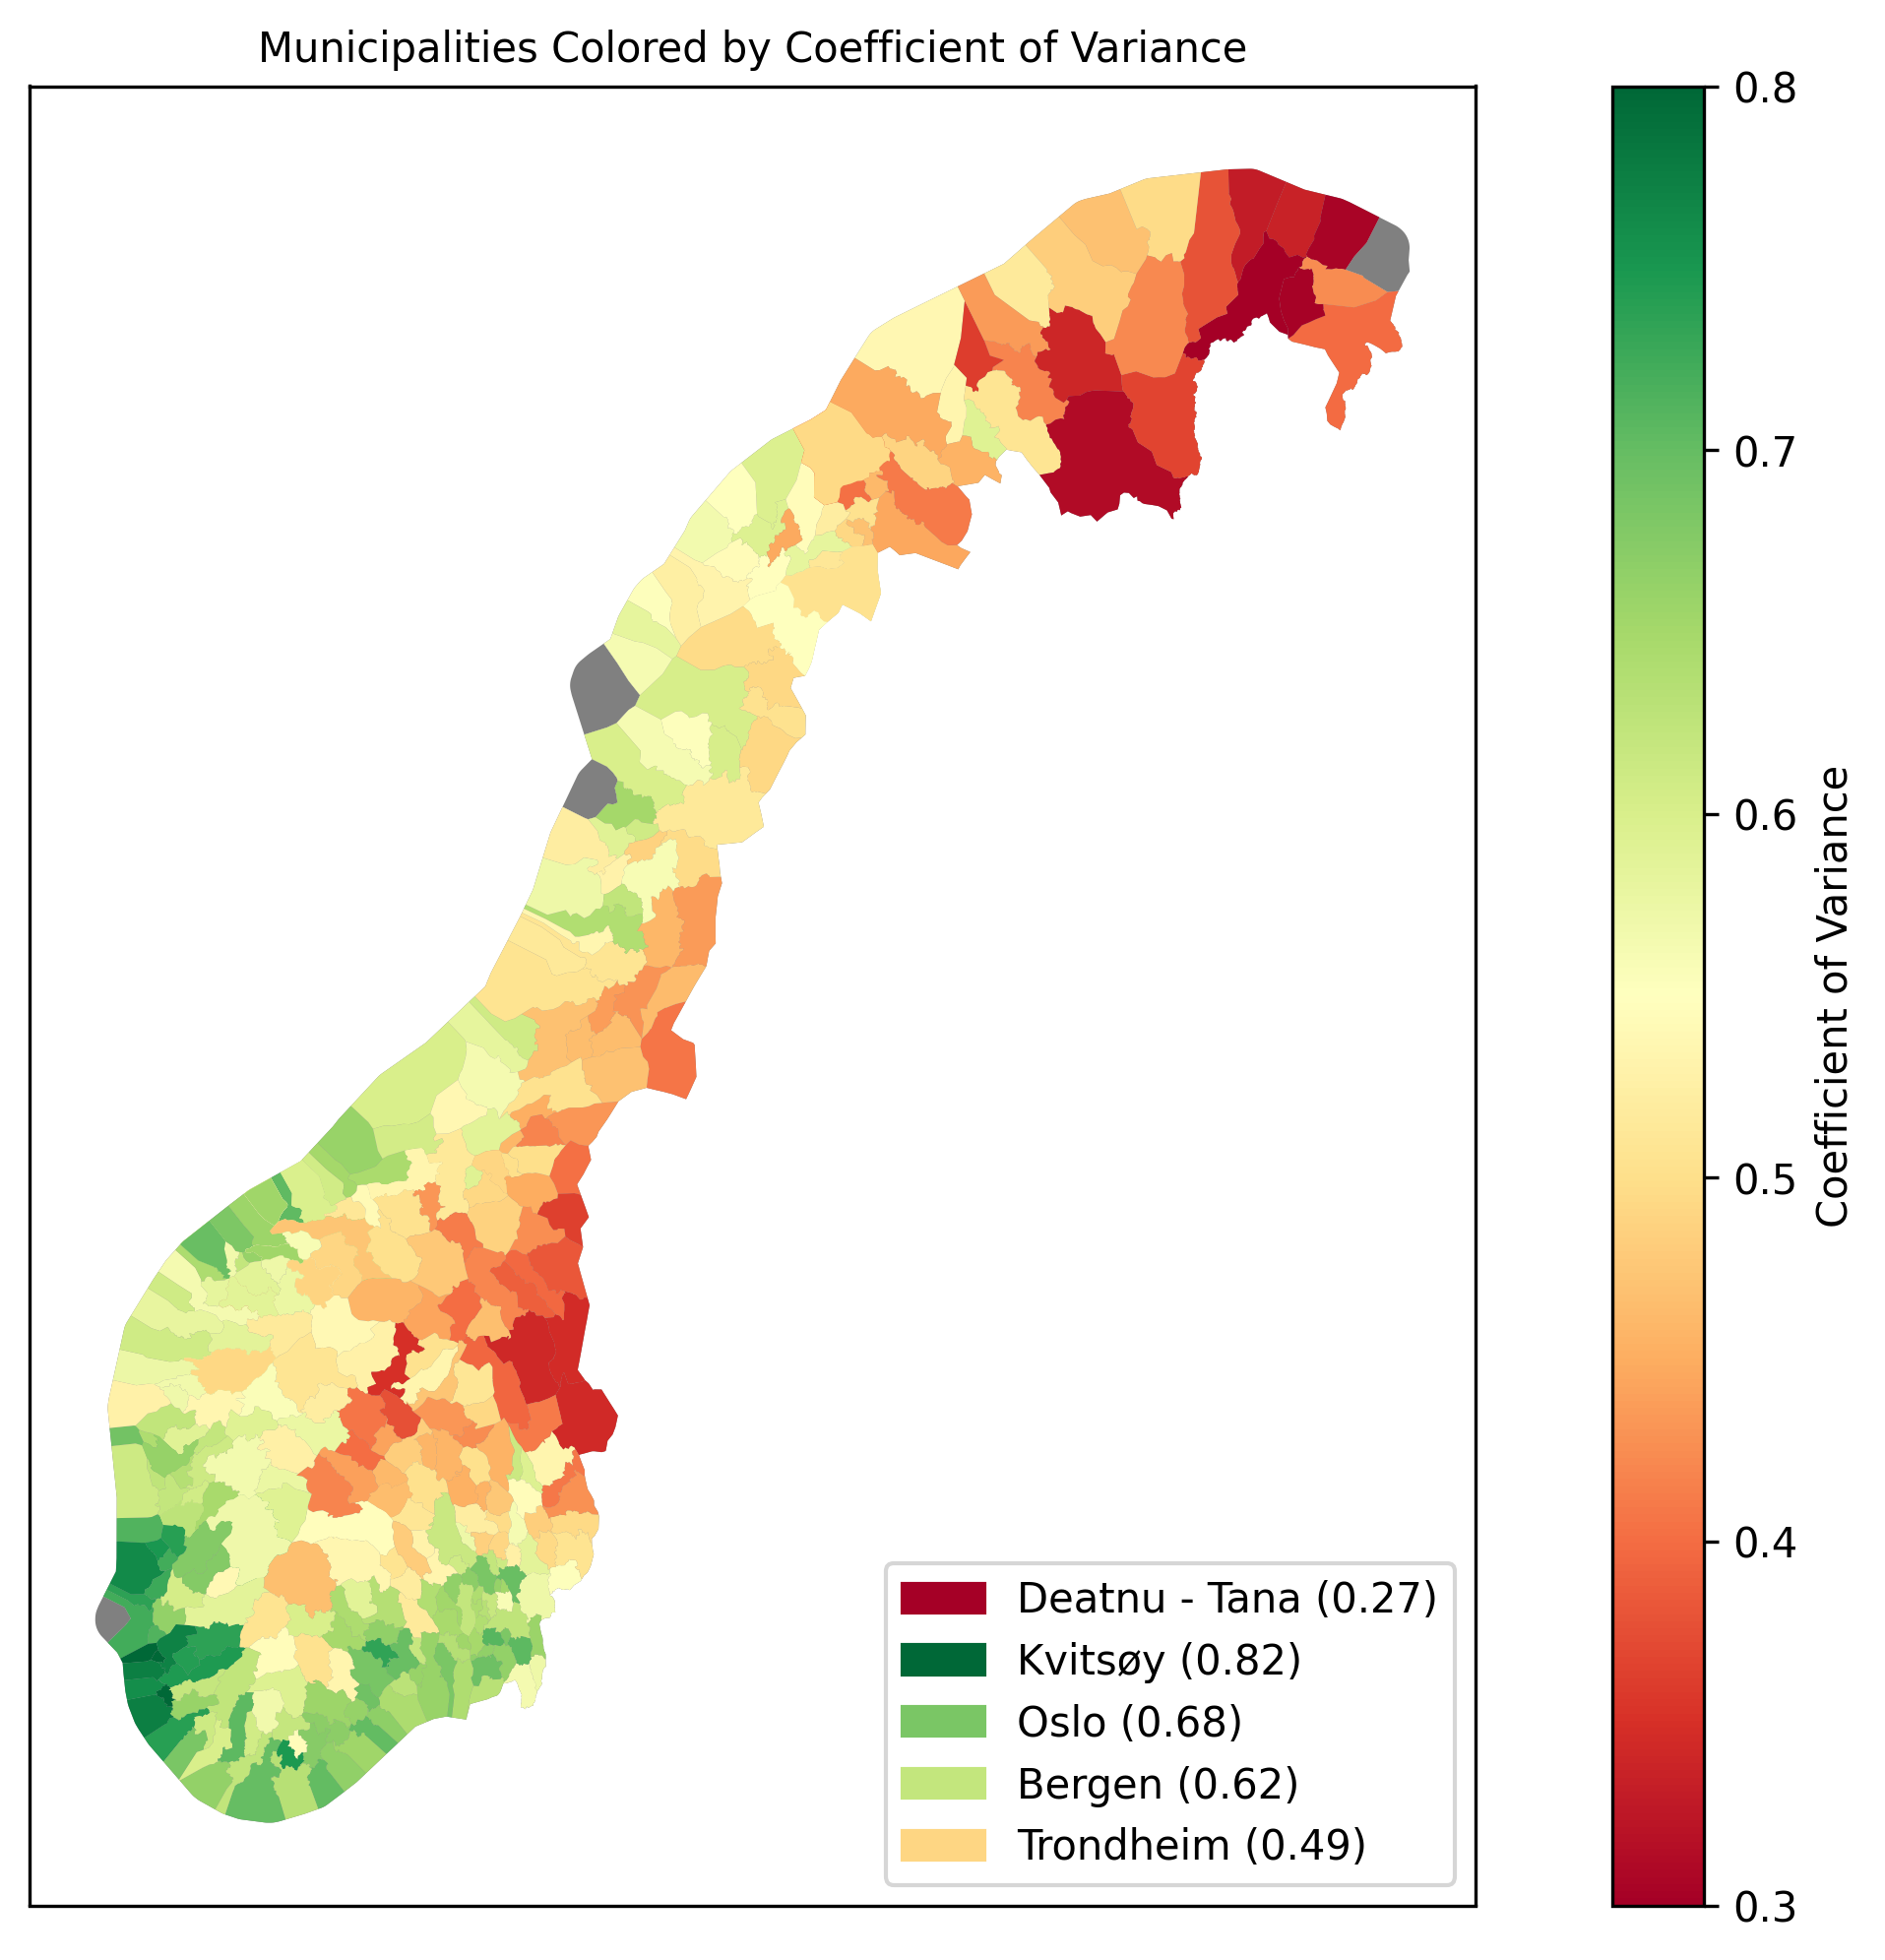 Municipalities Colored by Coefficient of Variance
0.8
0.7
0.6
0.5
0.4
0.3
Coefficient of Variance
Deatnu - Tana (0.27)
Kvitsøy (0.82)
Oslo (0.68)
Bergen (0.62)
Trondheim (0.49)